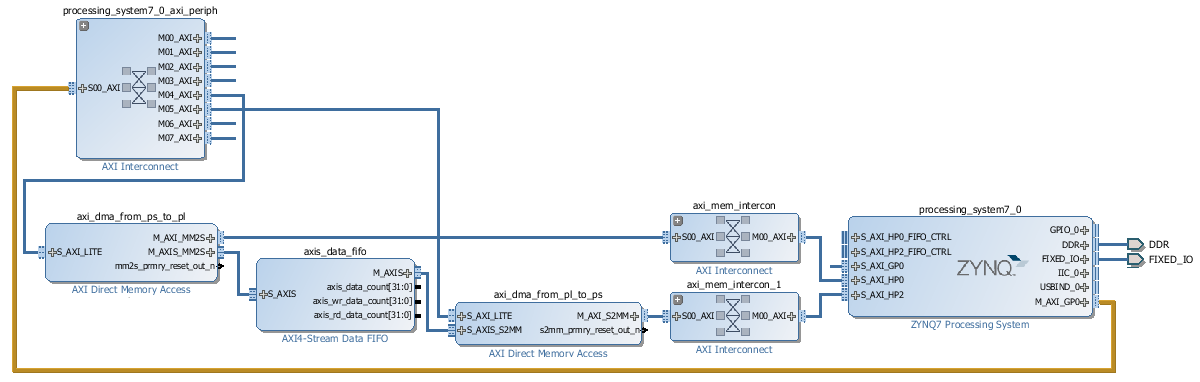 processing_system7_0_axi_periph
M00_AXI
M01_AXI
M02_AXI
M03_AXI
S00_AXI
M04_AXI
M05_AXI
M06_AXI
M07_AXI
AXI Interconnect
axi_dma_from_ps_to_pl
M_AXI_MM2S
S_AXI_LITE
M_AXIS_MM2S
mm2s_prmry_reset_out_n
AXI Direct Memory Access
axis_data_fifo
M_AXIS
axis_data_count[31:0]
S_AXIS
axis_wr_data_count[31:0]
axis_rd_data_count[31:0]
AXI4-Stream Data FIFO
axi_dma_from_pl_to_ps
S_AXI_LITE
M_AXI_S2MM
S_AXIS_S2MM
s2mm_prmry_reset_out_n
AXI Direct Memory Access
axi_mem_intercon
S00_AXI
M00_AXI
AXI Interconnect
axi_mem_intercon_1
S00_AXI
M00_AXI
AXI Interconnect
processing_system7_0
GPIO_0
S_AXI_HP0_FIFO_CTRL
DDR
S_AXI_HP2_FIFO_CTRL
FIXED_IO
S_AXI_GP0
ZYNQ
IIC_0
S_AXI_HP0
USBIND_0
S_AXI_HP2
M_AXI_GP0
ZYNQ7 Processing System
DDR
FIXED_IO